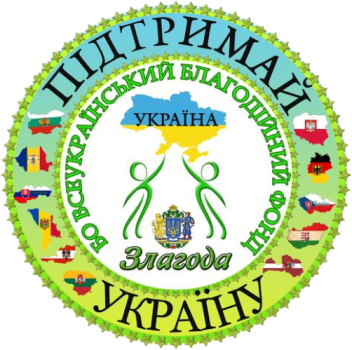 ПІДТРИМАЙ
БО ВСЕУКРАЇНСЬКИЙ БЛАГОДІЙНИЙ ФОНД
УКРАЇНА
Злагода
УКРАЇНУ